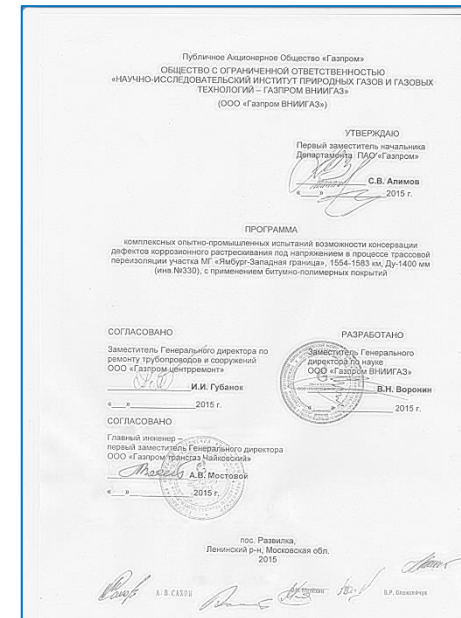 Публичное Акционерное Общество «Газпром»
ОБЩЕСТВО С ОГРАНИЧЕННОЙ ОТВЕТСТВЕННОСТЬЮ
«НАУЧНО-ИССЛЕДОВАТЕЛЬСКИЙ ИНСТИТУТ ПРИРОДНЫХ ГАЗОВ И ГАЗОВЫХ
ТЕХНОЛОГИЙ – ГАЗПРОМ ВНИИГАЗ»
(ООО «Газпром ВНИИГАЗ»)
УТВЕРЖДАЮ
Первый заместитель начальника
Департамента ПАО «Газпром»
С.В. Алимов
«___»__________2015 г.
ПРОГРАММА
комплексных опытно-промышленных испытаний возможности консервации
дефектов коррозионного растрескивания под напряжением в процессе трассовой
переизоляции участка МГ «Ямбург-Западная граница», 1554-1583 км, Ду-1400 мм
(инв.№330), с применением битумно-полимерных покрытий
СОГЛАСОВАНО
Заместитель Генерального директора по
ремонту трубопроводов и сооружений
ООО «Газпром центрремонт»
И.И. Губанок
«___»__________2015 г.
РАЗРАБОТАНО
Заместитель Генерального
директора по науке
ООО «Газпром ВНИИГАЗ»
В.Н. Воронин
2015 г.
СОГЛАСОВАНО
Главный инженер –
первый заместитель Генерального директора
ООО «Газпром трансгаз Чайковский»
А.В. Мостовой
«___»__________2015 г.
пос. Развилка,
Ленинский р-н, Московская обл.
2015